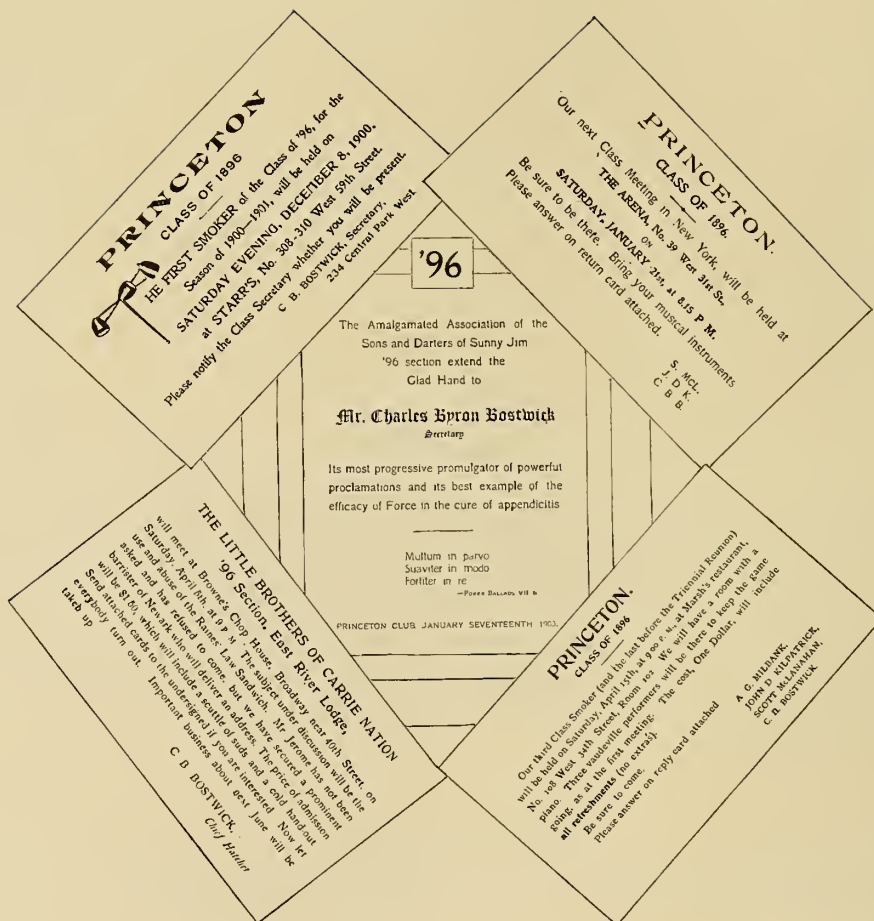 PRINCETON
CLASS OF 1896
THE FIRST SMOKER of the Class of '96, for the
Season of 1900—1901, will be held on
SATURDAY EVENING, DECEMBER 8, 1900.
at STARR'S, No. 308-310 West 59th Street.
Please notify the Class Secretary whether you will be present.
C B. BOSTWICK, Secretary,
234 Central Park West
PRINCETON.
CLASS OF 1896.
Our next Class Meeting in New York, will be held at
THE ARENA, No. 39 West 31st St.,
ON
SATURDAY, JANUARY 21st, at 8.15 P M.
Be sure to be there. Bring your musical instruments
Please answer on return card attached.
S. MCL.
J. D K.
C B B.
'96
The Amalgamated Association of the
Sons and Darters of Sunny Jim
'96 section extend the
Glad Hand to
Mr. Charles Byron Bostwick
Secretary
Its most progressive promulgator of powerful
proclamations and its best example of the
efficacy of Force in the cure of appendicitis
Multum in parvo
Suaviter in modo
Fortiter in re
—POPES BALLADS VII
PRINCETON CLUB, JANUARY SEVENTEENTH 1903.
THE LITTLE BROTHERS OF CARRIE NATION
'96 Section, East River Lodge,
will meet at Browne's Chop House, Broadway near 40th Street, on
Saturday, April 5th, at 9 P M. The subject under discussion will be the
use and abuse of the Raines' Law Sandwich. Mr Jerome has not been
asked and has refused to come, but we have secured a prominent
barrister of Newark who will deliver an address. The price of admission
will be $1.50, which will include a scuttle of suds and a cold hand out
Send attached cards to the undersigned if you are interested Now let
everybody turn out. Important business about next June will be
taken up
C B BOSTWICK,
Chief Hatchet
PRINCETON.
CLASS OF 1896
Our third Class Smoker (and the last before the Triennial Reunion)
will be held on Saturday, April 15th, at 9 00 P. M., at Marsh's restaurant,
No. 108 West 34th Street, Room 102 We will have a room with a
piano. Three vaudeville performers will be there to keep the game
going, as at the first meeting. The cost, One Dollar, will include
all refreshments (no extras).
Be sure to come.
Please answer on reply card attached
A G. MILBANK,
JOHN D KILPATRICK,
SCOTT McLANAHAN,
C. B. BOSTWICK